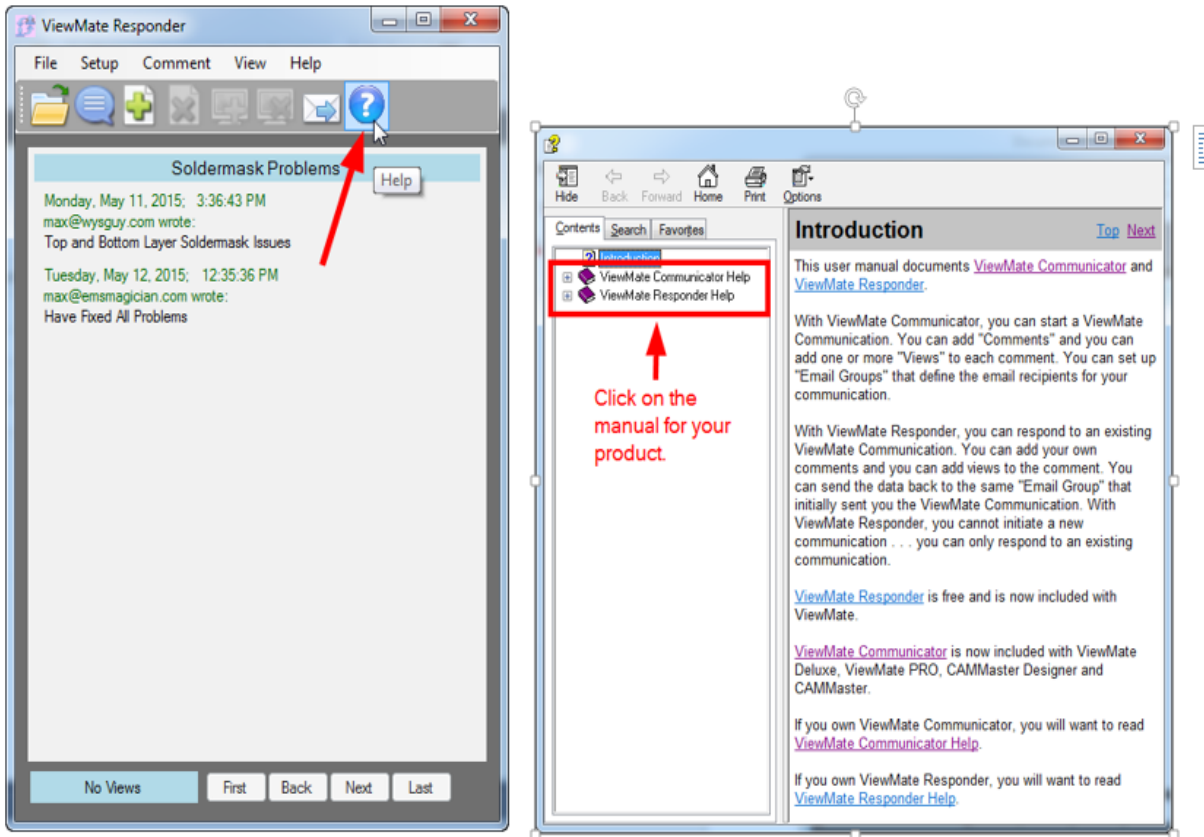 ViewMate Responder
File Setup Comment View Help
Soldermask Problems
Help
Monday, May 11, 2015; 3:36:43 PM
max@wysguy.com wrote:
Top and Bottom Layer Soldermask Issues
Tuesday, May 12, 2015; 12:35:36 PM
max@emsmagician.com wrote:
Have Fixed All Problems
No Views First Back Next Last
Hide Back Forward Home Print Options
Contents Search Favorites
Introduction
ViewMate Communicator Help
ViewMate Responder Help
Click on the
manual for your
product.
Introduction Top Next
This user manual documents ViewMate Communicator and
ViewMate Responder.
With ViewMate Communicator, you can start a ViewMate
Communication. You can add "Comments" and you can
add one or more "Views" to each comment. You can set up
"Email Groups" that define the email recipients for your
communication.
With ViewMate Responder, you can respond to an existing
ViewMate Communication. You can add your own
comments and you can add views to the comment. You
can send the data back to the same "Email Group" that
initially sent you the ViewMate Communication. With
ViewMate Responder, you cannot initiate a new
communication . . . you can only respond to an existing
communication.
ViewMate Responder is free and is now included with
ViewMate.
ViewMate Communicator is now included with ViewMate
Deluxe, ViewMate PRO, CAMMaster Designer and
CAMMaster.
If you own ViewMate Communicator, you will want to read
ViewMate Communicator Help.
If you own ViewMate Responder, you will want to read
ViewMate Responder Help.